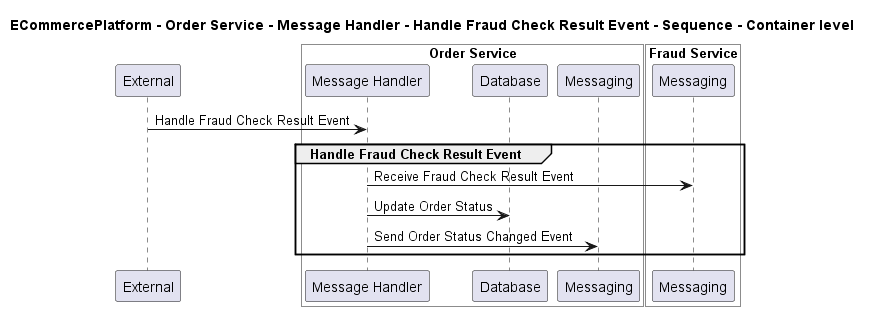 ECommercePlatform - Order Service - Message Handler - Handle Fraud Check Result Event - Sequence - Container level
Order Service
Fraud Service
External
Message Handler
Database
Messaging
Messaging
Handle Fraud Check Result Event
Handle Fraud Check Result Event
Receive Fraud Check Result Event
Update Order Status
Send Order Status Changed Event
External
Message Handler
Database
Messaging
Messaging